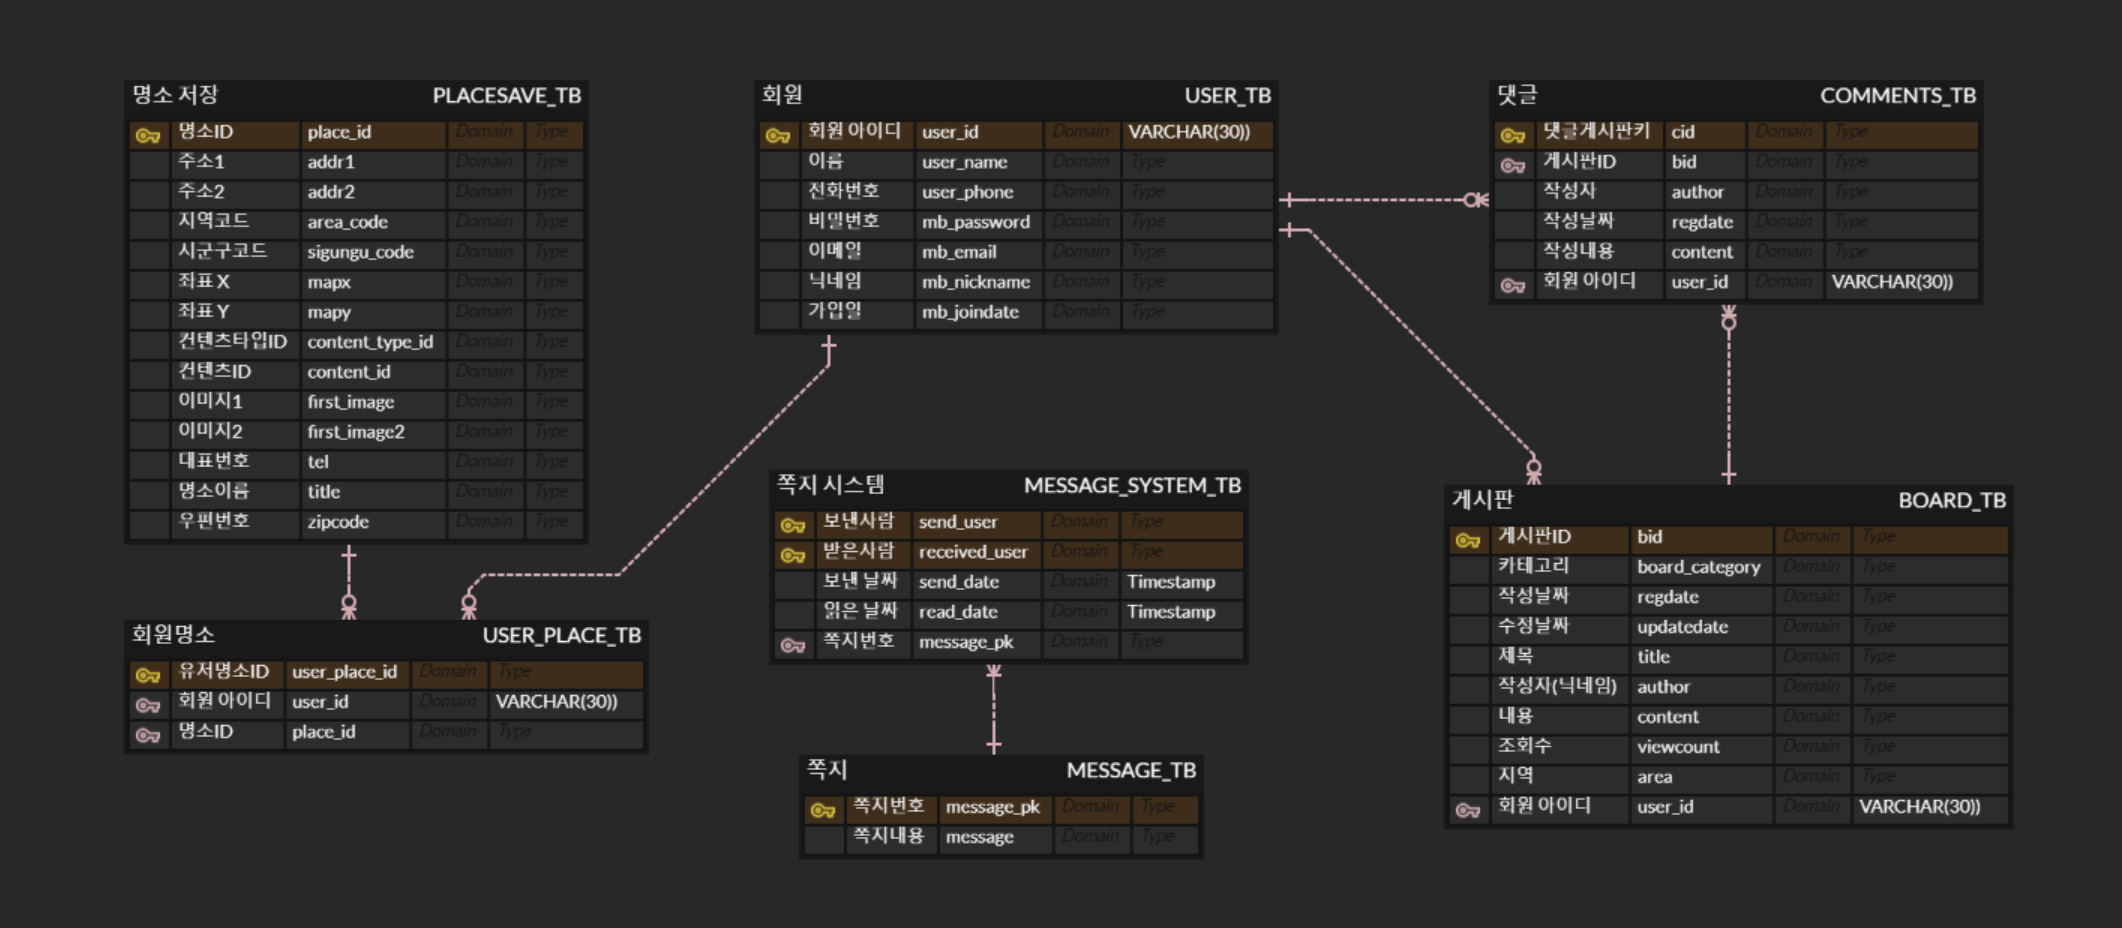 명소 저장 PLACESAVE_TB
명소ID place_id Domain Type
주소1 addr1 Domain Type
주소2 addr2 Domain Type
지역코드 area_code Domain Type
시군구코드 sigungu_code Domain Type
좌표 X mapx Domain Type
좌표 Y mapy Domain Type
컨텐츠타입ID content_type_id Domain Type
컨텐츠ID content_id Domain Type
이미지1 first_image Domain Type
이미지2 first_image2 Domain Type
대표번호 tel Domain Type
명소이름 title Domain Type
우편번호 zipcode Domain Type
회원 USER_TB
회원 아이디 user_id Domain VARCHAR(30))
이름 user_name Domain Type
전화번호 user_phone Domain Type
비밀번호 mb_password Domain Type
이메일 mb_email Domain Type
닉네임 mb_nickname Domain Type
가입일 mb_joindate Domain Type
댓글 COMMENTS_TB
댓글게시판키 cid Domain Type
게시판ID bid Domain Type
작성자 author Domain Type
작성날짜 regdate Domain Type
작성내용 content Domain Type
회원 아이디 user_id Domain VARCHAR(30))
쪽지 시스템 MESSAGE_SYSTEM_TB
보낸사람 send_user Domain Type
받은사람 received_user Domain Type
보낸 날짜 send_date Domain Timestamp
읽은 날짜 read_date Domain Timestamp
쪽지번호 message_pk Domain Type
게시판 BOARD_TB
게시판ID bid Domain Type
카테고리 board_category Domain Type
작성날짜 regdate Domain Type
수정날짜 updatedate Domain Type
제목 title Domain Type
작성자(닉네임) author Domain Type
내용 content Domain Type
조회수 viewcount Domain Type
지역 area Domain Type
회원 아이디 user_id Domain VARCHAR(30))
회원명소 USER_PLACE_TB
유저명소ID user_place_id Domain Type
회원 아이디 user_id Domain VARCHAR(30))
명소ID place_id Domain Type
쪽지 MESSAGE_TB
쪽지번호 message_pk Domain Type
쪽지내용 message Domain Type